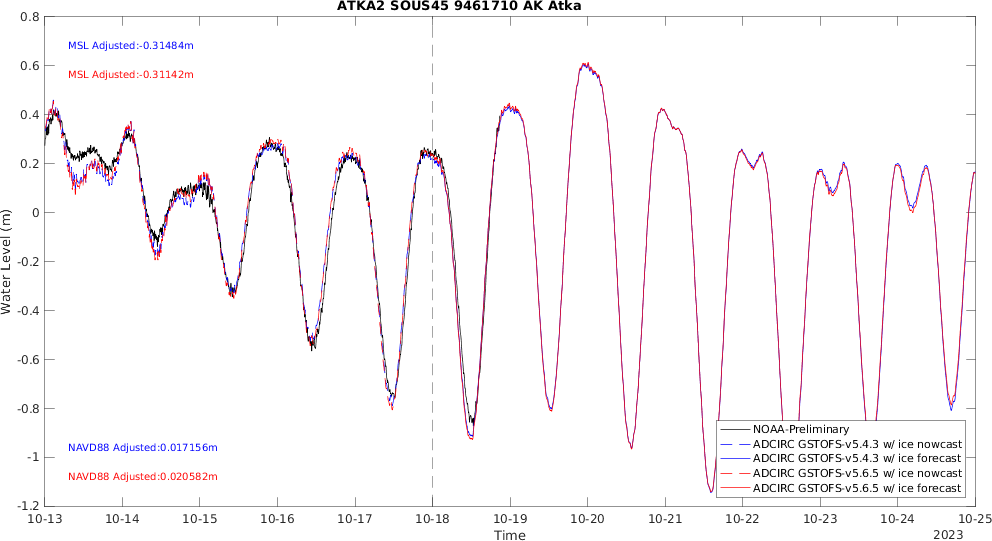 ATKA2 SOUS45 9461710 AK Atka
0.8
0.6
0.4
0.2
0
-0.2
-0.4
-0.6
-0.8
-1
-1.2
Water Level (m)
MSL Adjusted:-0.31484m
MSL Adjusted:-0.31142m
NAVD88 Adjusted:0.017156m
NAVD88 Adjusted:0.020582m
NOAA-Preliminary
ADCIRC GSTOFS-v5.4.3 w/ ice nowcast
ADCIRC GSTOFS-v5.4.3 w/ ice forecast
ADCIRC GSTOFS-v5.6.5 w/ ice nowcast
ADCIRC GSTOFS-v5.6.5 w/ ice forecast
10-13 10-14 10-15 10-16 10-17 10-18 10-19 10-20 10-21 10-22 10-23 10-24 10-25
Time
2023